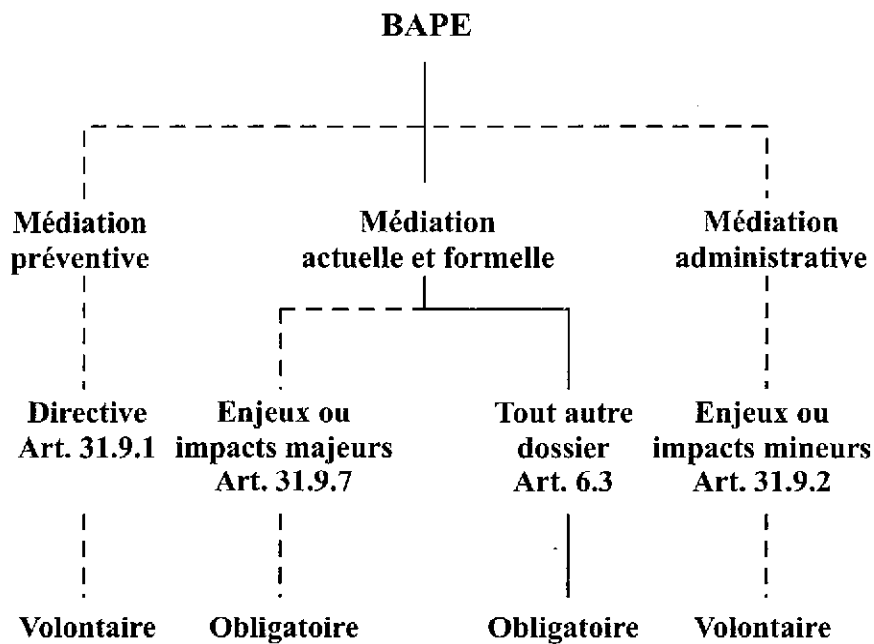 BAPE
Médiation
préventive
Médiation
actuelle et formelle
Médiation
administrative
Directive
Art. 31.9.1
Enjeux ou
impacts majeurs
Art. 31.9.7
Tout autre
dossier
Art. 6.3
Enjeux ou
impacts mineurs
Art. 31.9.2
Volontaire
Obligatoire
Obligatoire
Volontaire